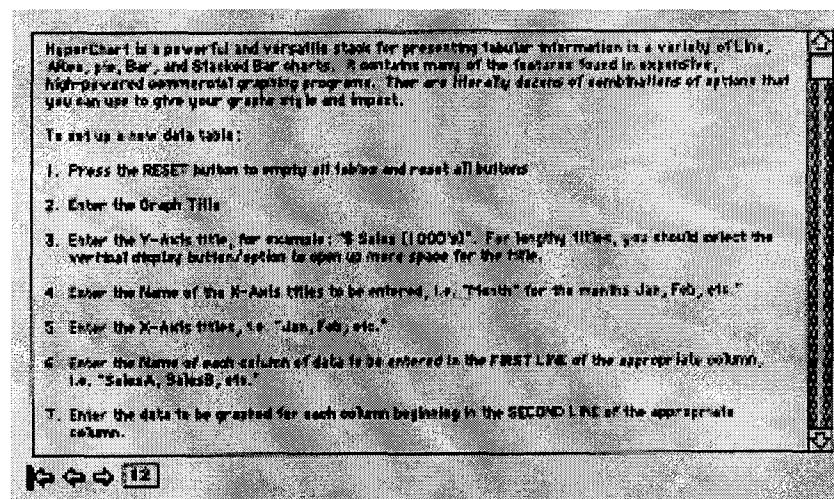 HyperChart is a powerful and versatile stack for presenting tabular information in a variety of Line,
Area, pie, Bar, and Stacked Bar charts. It contains many of the features found in expensive,
high-powered commercial graphing programs. Ther are literally dozens of combinations of options that
you can use to give your graphs style and impact.
To set up a new data table:
1. Press the RESET button to empty all tables and reset all buttons
2. Enter the Graph Title
3. Enter the Y-Axis title, for example: "$ Sales (1000's)". For lengthy titles, you should select the
vertical display button/option to open up more space for the title.
4. Enter the Name of the X-Axis titles to be entered, i.e. "Month" for the months Jan, Feb, etc."
5. Enter the X-Axis titles, i.e. "Jan, Feb, etc."
6. Enter the Name of each column of data to be entered in the FIRST LINE of the appropriate column,
i.e. "SalesA, SalesB, etc."
7. Enter the data to be graphed for each column beginning in the SECOND LINE of the appropriate
column.
12